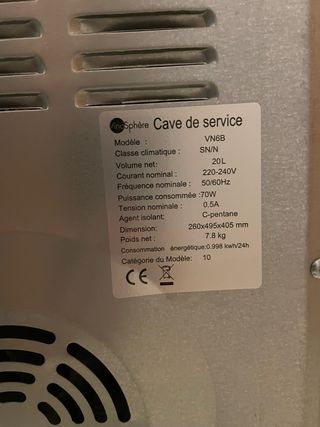 VinoSphère Cave de service
Modèle : VN6B
Classe climatique : SN/N
Volume net: 20L
Courant nominal : 220-240V
Fréquence nominale : 50/60Hz
Puissance consommée :70W
Tension nominale : 0.5A
Agent isolant: C-pentane
Dimension: 260x495x405 mm
Poids net : 7.8 kg
Consommation énergétique:0.998 kwh/24h
Catégorie du Modèle: 10
CE